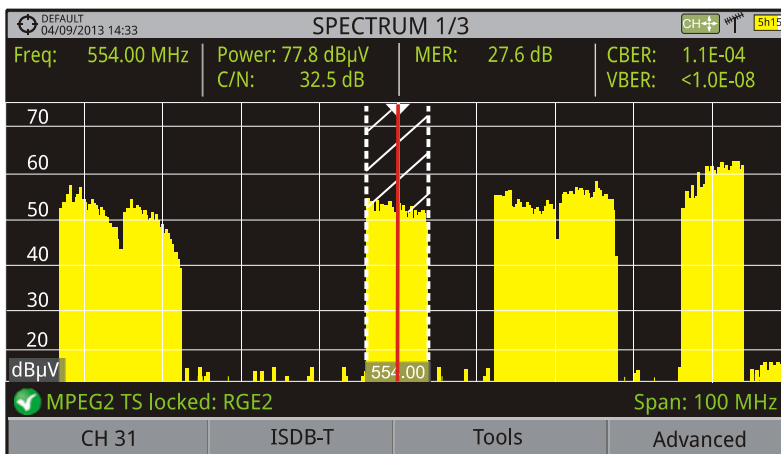 DEFAULT
04/09/2013 14:33
SPECTRUM 1/3
CH
5h15
Freq: 554.00 MHz
Power: 77.8 dBµV
C/N: 32.5 dB
MER: 27.6 dB
CBER: 1.1E-04
VBER: <1.0E-08
70
60
50
40
30
20
dBµV
554.00
MPEG2 TS locked: RGE2
Span: 100 MHz
CH 31
ISDB-T
Tools
Advanced